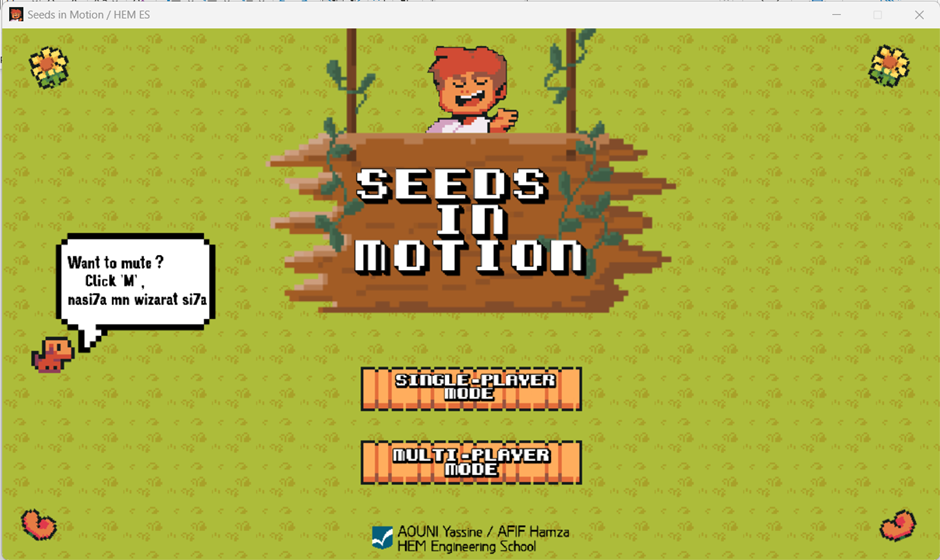 Seeds in Motion / HEM ES
SEEDS
IN
MOTION
Want to mute ?
Click 'M' ,
nasi7a mn wizarat si7a
SINGLE-PLAYER
MODE
MULTI-PLAYER
MODE
AOUNI Yassine / AFIF Hamza
HEM Engineering School